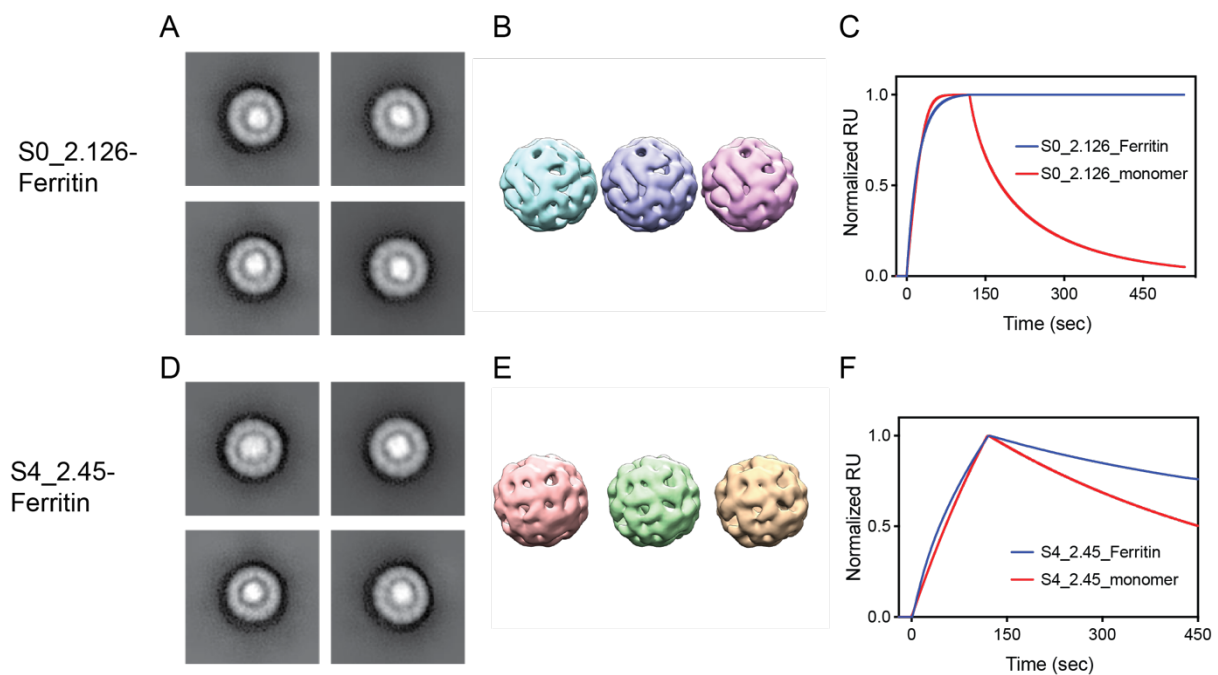 A
B
C
S0_2.126-
Ferritin
Normalized RU
1.0
0.5
0.0
S0_2.126_Ferritin
S0_2.126_monomer
0
150
300
450
Time (sec)
D
E
F
S4_2.45-
Ferritin
Normalized RU
1.0
0.5
0.0
S4_2.45_Ferritin
S4_2.45_monomer
0
150
300
450
Time (sec)